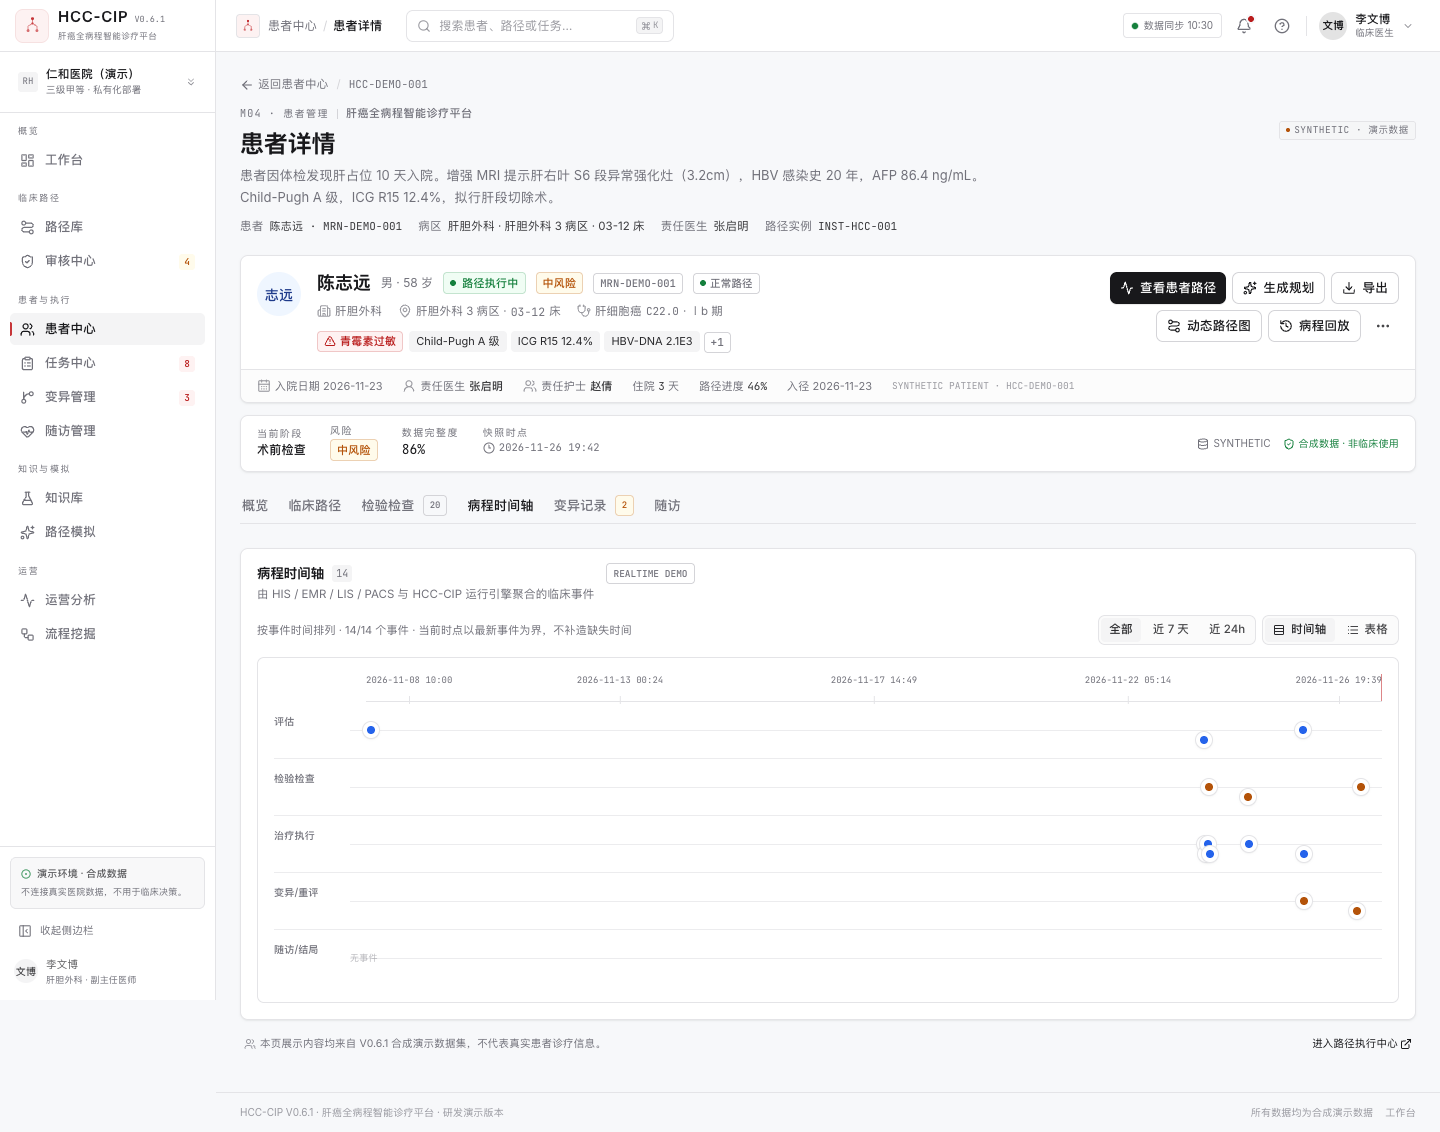 HCC-CIP V0.6.1
肝癌全病程智能诊疗平台
患者中心 / 患者详情
搜索患者、路径或任务...
⌘K
数据同步 10:30
文博
李文博
临床医生
RH
仁和医院（演示）
三级甲等 · 私有化部署
概览
工作台
临床路径
路径库
审核中心 4
患者与执行
患者中心
任务中心 8
变异管理 3
随访管理
知识与模拟
知识库
路径模拟
运营
运营分析
流程挖掘
演示环境 · 合成数据
不连接真实医院数据，不用于临床决策。
收起侧边栏
文博
李文博
肝胆外科 · 副主任医师
返回患者中心 / HCC-DEMO-001
M04 · 患者管理 | 肝癌全病程智能诊疗平台
患者详情
SYNTHETIC · 演示数据
患者因体检发现肝占位 10 天入院。增强 MRI 提示肝右叶 S6 段异常强化灶（3.2cm），HBV 感染史 20 年，AFP 86.4 ng/mL。
Child-Pugh A 级，ICG R15 12.4%，拟行肝段切除术。
患者 陈志远 · MRN-DEMO-001 病区 肝胆外科 · 肝胆外科 3 病区 · 03-12 床 责任医生 张启明 路径实例 INST-HCC-001
志远
陈志远 男 · 58 岁 路径执行中 中风险 MRN-DEMO-001 正常路径
肝胆外科 肝胆外科 3 病区 · 03-12 床 肝细胞癌 C22.0 · Ib 期
青霉素过敏 Child-Pugh A 级 ICG R15 12.4% HBV-DNA 2.1E3 +1
查看患者路径 生成规划 导出
动态路径图 病程回放
入院日期 2026-11-23 责任医生 张启明 责任护士 赵倩 住院 3 天 路径进度 46% 入径 2026-11-23 SYNTHETIC PATIENT · HCC-DEMO-001
当前阶段
术前检查
风险
中风险
数据完整度
86%
快照时点
2026-11-26 19:42
SYNTHETIC 合成数据 · 非临床使用
概览 临床路径 检验检查 20 病程时间轴 变异记录 2 随访
病程时间轴 14
REALTIME DEMO
由 HIS / EMR / LIS / PACS 与 HCC-CIP 运行引擎聚合的临床事件
按事件时间排列 · 14/14 个事件 · 当前时点以最新事件为界，不补造缺失时间
全部 近 7 天 近 24h 时间轴 表格
2026-11-08 10:00 2026-11-13 00:24 2026-11-17 14:49 2026-11-22 05:14 2026-11-26 19:39
评估
检验检查
治疗执行
变异/重评
随访/结局
无事件
本页展示内容均来自 V0.6.1 合成演示数据集，不代表真实患者诊疗信息。
进入路径执行中心
HCC-CIP V0.6.1 · 肝癌全病程智能诊疗平台 · 研发演示版本
所有数据均为合成演示数据 工作台